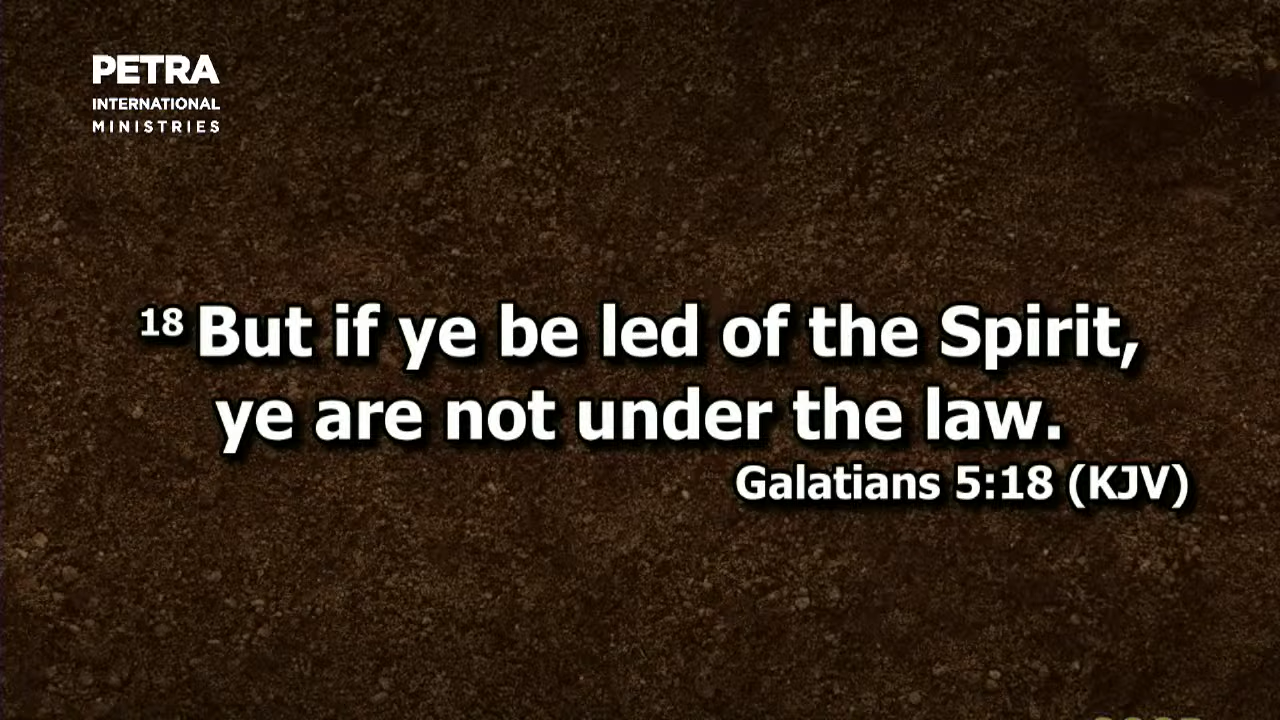 PETRA
INTERNATIONAL
MINISTRIES
18 But if ye be led of the Spirit,
ye are not under the law.
Galatians 5:18 (KJV)